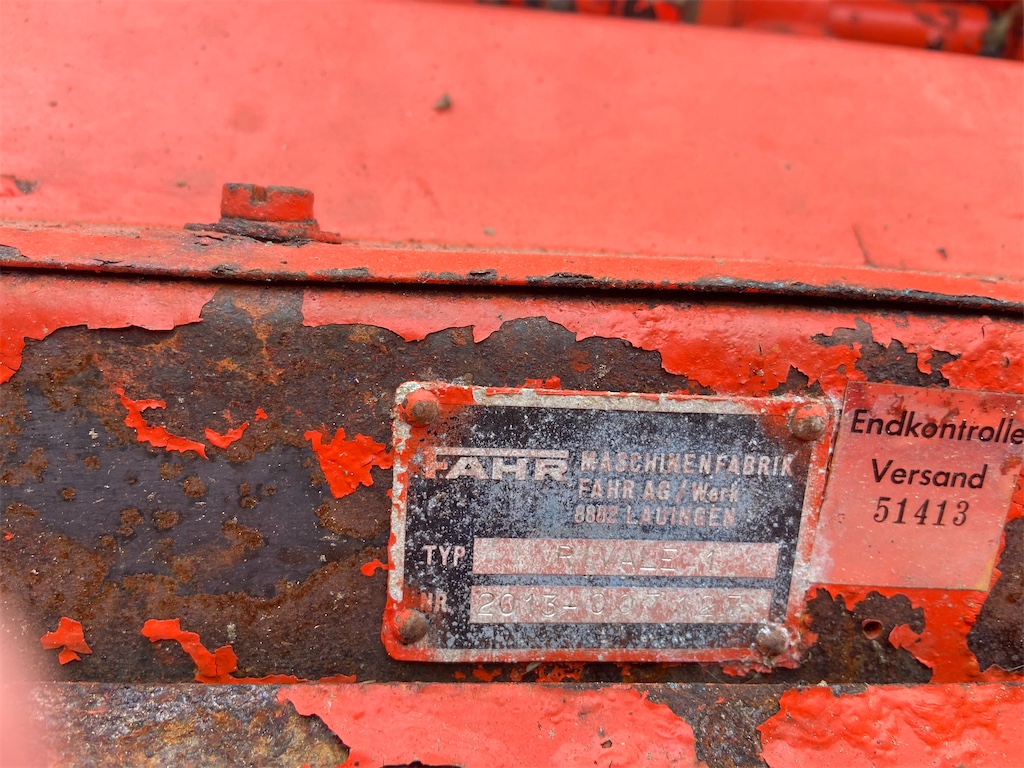 FAHR MASCHINENFABRIK
FAHR AG/Werk
8882 LAUINGEN
TYP
NR.
Endkontrolle
Versand
51413